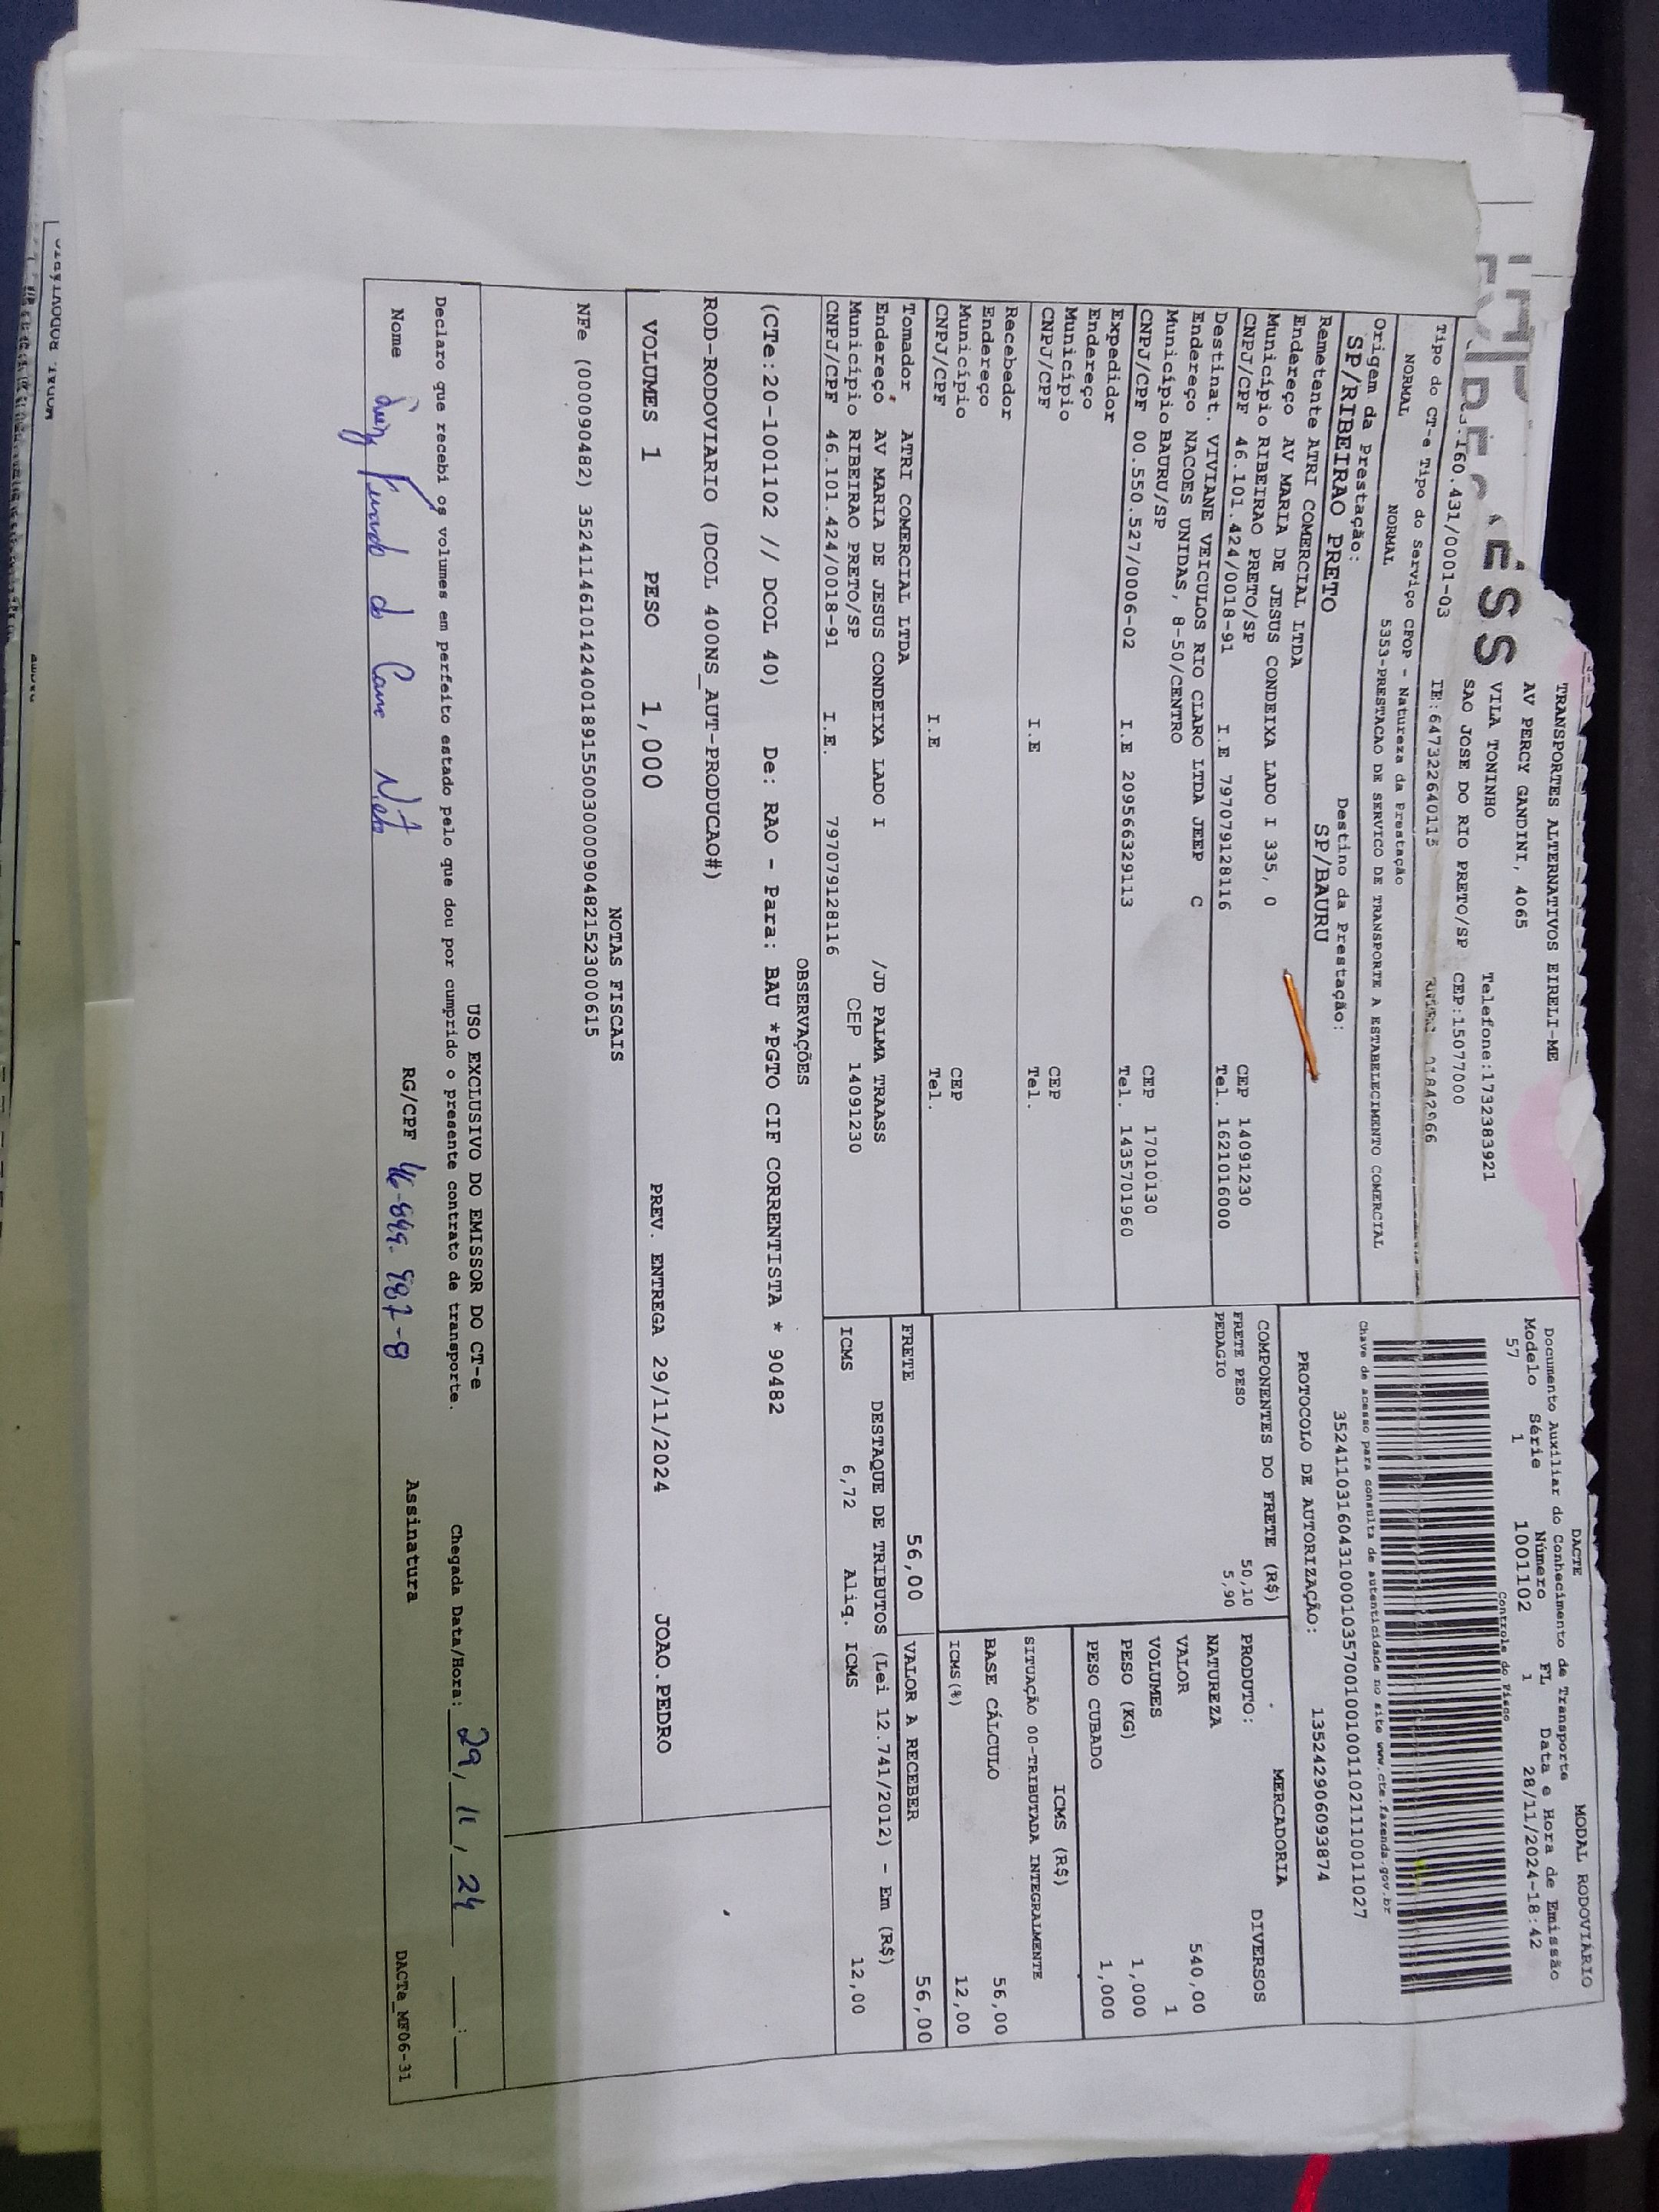 DACTE
MODAL RODOVIÁRIO
TRANSPORTES ALTERNATIVOS EIRELI-ME
AV PERCY GANDINI, 4065
VILA TONINHO Telefone:1732383921
SAO JOSE DO RIO PRETO/SP CEP:15077000
.160.431/0001-03 IE:647322640115
Documento Auxiliar do Conhecimento de Transporte
Modelo Série Número FL Data e Hora de Emissão
57 1 1001102 1 28/11/2024-18:42
Controle do Fisco
Tipo do CT-e Tipo do Serviço CFOP - Natureza da Prestação
NORMAL NORMAL 5353-PRESTACAO DE SERVICO DE TRANSPORTE A ESTABELECIMENTO COMERCIAL
Chave de acesso para consulta de autenticidade no site www.cte.fazenda.gov.br
35241103160431000103570010010011021110011027
Origem da Prestação: Destino da Prestação:
SP/RIBEIRAO PRETO SP/BAURU
PROTOCOLO DE AUTORIZAÇÃO: 135242906093874
Remetente ATRI COMERCIAL LTDA
Endereço AV MARIA DE JESUS CONDEIXA LADO I 335, 0
Município RIBEIRAO PRETO/SP CEP 14091230
CNPJ/CPF 46.101.424/0018-91 I.E 797079128116 Tel. 1621016000
Destinat. VIVIANE VEICULOS RIO CLARO LTDA JEEP C
Endereço NACOES UNIDAS, 8-50/CENTRO
Município BAURU/SP CEP 17010130
CNPJ/CPF 00.550.527/0006-02 I.E 209566329113 Tel. 1435701960
Expedidor
Endereço
Município CEP
CNPJ/CPF I.E Tel.
Recebedor
Endereço
Município CEP
CNPJ/CPF I.E Tel.
Tomador ATRI COMERCIAL LTDA
Endereço AV MARIA DE JESUS CONDEIXA LADO I /JD PALMA TRAASS
Município RIBEIRAO PRETO/SP CEP 14091230
CNPJ/CPF 46.101.424/0018-91 I.E. 797079128116
COMPONENTES DO FRETE (R$)
FRETE PESO 50,10
PEDAGIO 5,90
MERCADORIA
PRODUTO: DIVERSOS
NATUREZA
VALOR 540,00
VOLUMES 1
PESO (KG) 1,000
PESO CUBADO 1,000
ICMS (R$)
SITUAÇÃO 00-TRIBUTADA INTEGRALMENTE
BASE CÁLCULO 56,00
ICMS(%) 12,00
FRETE 56,00 VALOR A RECEBER 56,00
DESTAQUE DE TRIBUTOS (Lei 12.741/2012) - Em (R$)
ICMS 6,72 Aliq. ICMS 12,00
OBSERVAÇÕES
(CTe:20-1001102 // DCOL 40) De: RAO - Para: BAU *PGTO CIF CORRENTISTA * 90482
ROD-RODOVIARIO (DCOL 400NS_AUT-PRODUCAO#)
VOLUMES 1 PESO 1,000 PREV. ENTREGA 29/11/2024 JOAO.PEDRO
NOTAS FISCAIS
NFe (000090482) 35241146101424001891550030000904821523000615
USO EXCLUSIVO DO EMISSOR DO CT-e
Declaro que recebi os volumes em perfeito estado pelo que dou por cumprido o presente contrato de transporte. Chegada Data/Hora: 29/11/24 :
Nome RG/CPF 46-899.987-8 Assinatura
DACTe_MF06-31